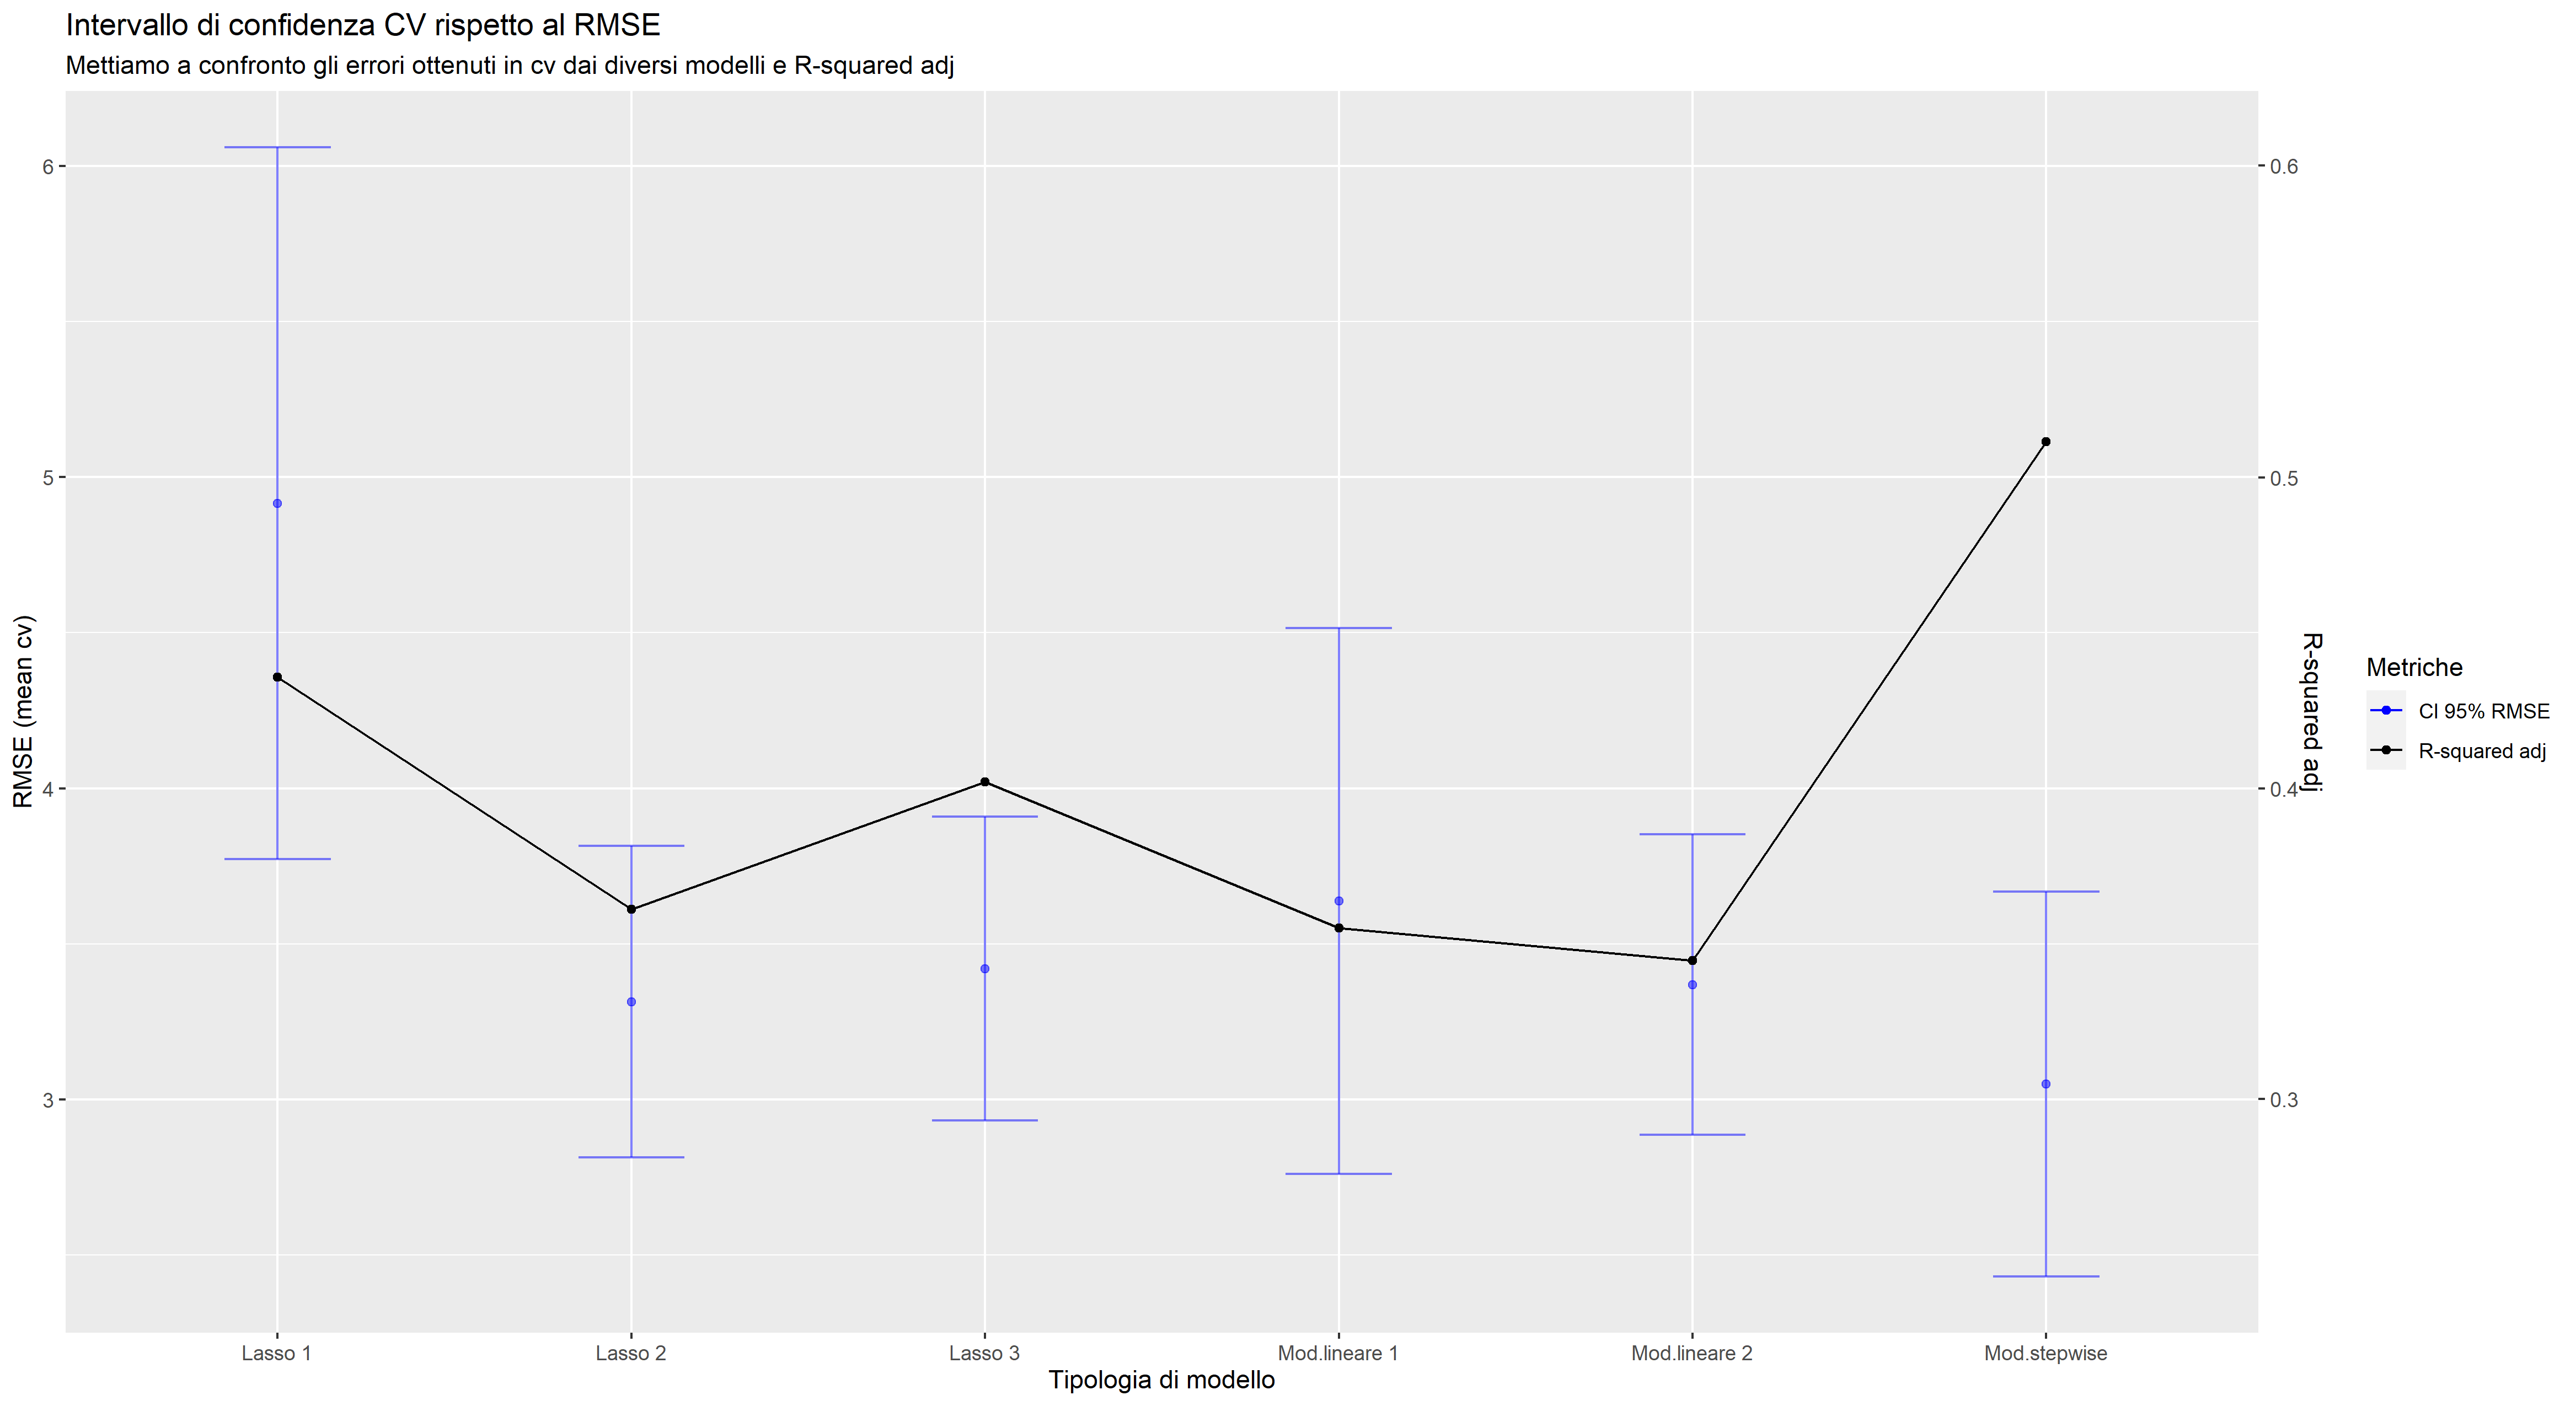 Intervallo di confidenza CV rispetto al RMSE
Mettiamo a confronto gli errori ottenuti in cv dai diversi modelli e R-squared adj
6
5
4
3
RMSE (mean cv)
0.6
0.5
0.4
0.3
R-squared adj
Lasso 1
Lasso 2
Lasso 3
Mod.lineare 1
Mod.lineare 2
Mod.stepwise
Tipologia di modello
Metriche
CI 95% RMSE
R-squared adj